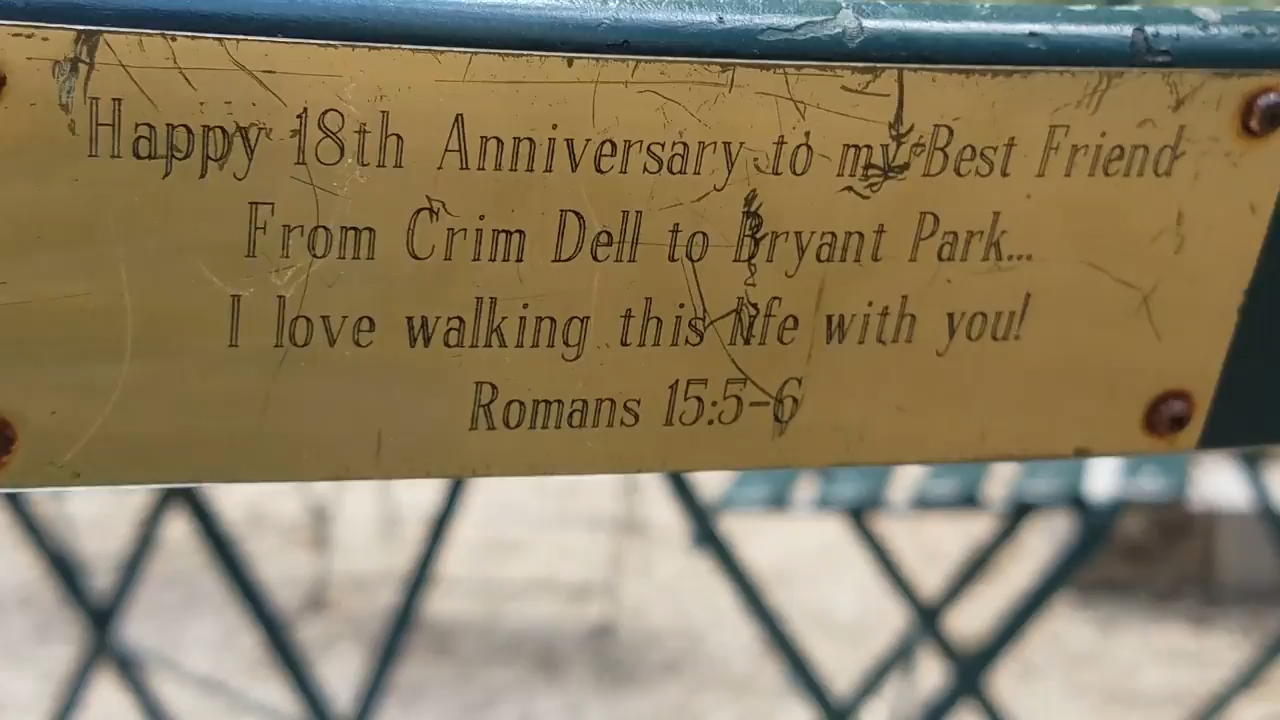 Happy 18th Anniversary to my Best Friend
From Crim Dell to Bryant Park...
I love walking this life with you!
Romans 15:5-6